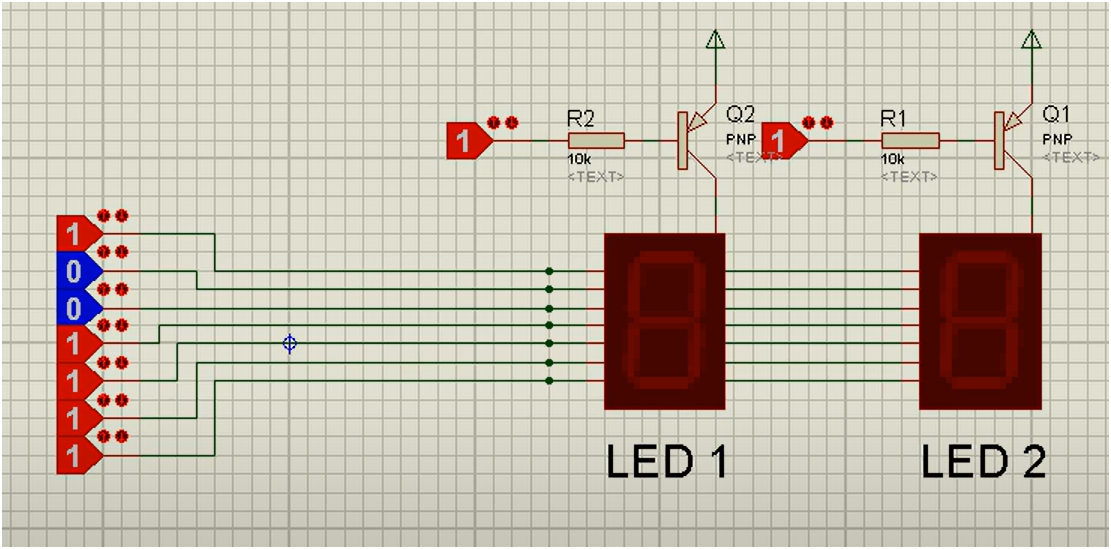 R2
Q2
R1
Q1
1
PNP
1
PNP
10k
<TEXT>
10k
<TEXT>
<TEXT>
<TEXT>
1
0
0
1
1
1
1
LED 1
LED 2